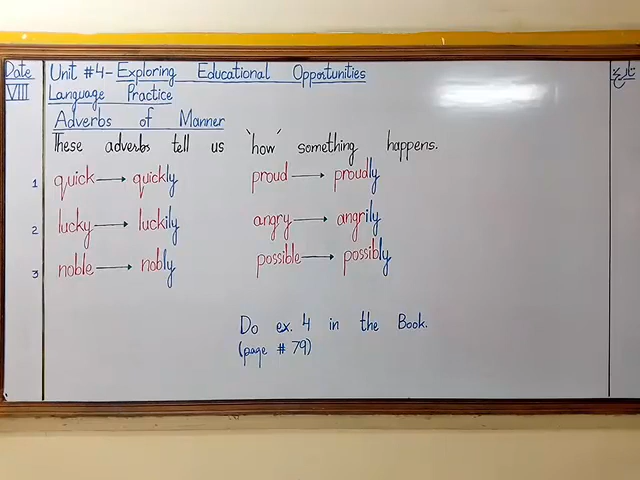 Date
Unit #4 - Exploring Educational Opportunities
تاریخ
VIII
Language Practice
Adverbs of Manner
These adverbs tell us 'how' something happens.
1 quick → quickly proud → proudly
2 lucky → luckily angry → angrily
3 noble → nobly possible → possibly
Do ex. 4 in the Book.
(page # 79)